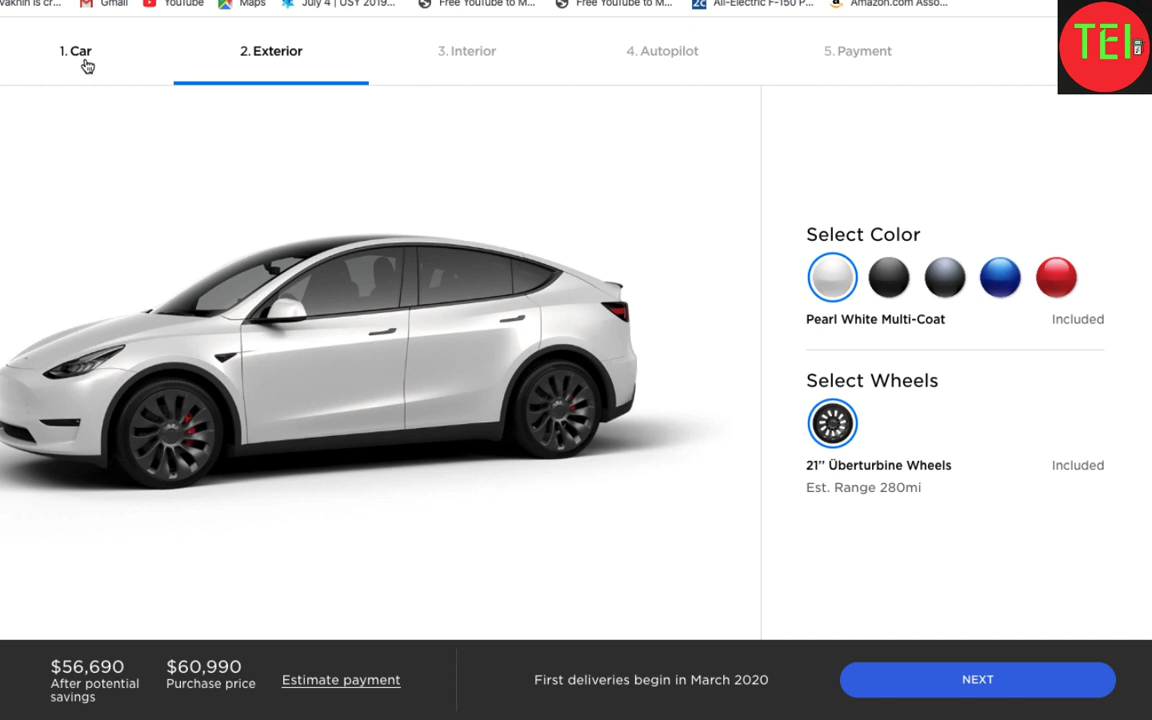 vaknin is cr...
Gmail
YouTube
Maps
July 4 | USY 2019...
Free YouTube to M...
Free YouTube to M...
All-Electric F-150 P...
Amazon.com Asso...
1. Car
2. Exterior
3. Interior
4. Autopilot
5. Payment
TEI
Select Color
Pearl White Multi-Coat Included
Select Wheels
21” Überturbine Wheels Included
Est. Range 280mi
$56,690
After potential
savings
$60,990
Purchase price
Estimate payment
First deliveries begin in March 2020
NEXT